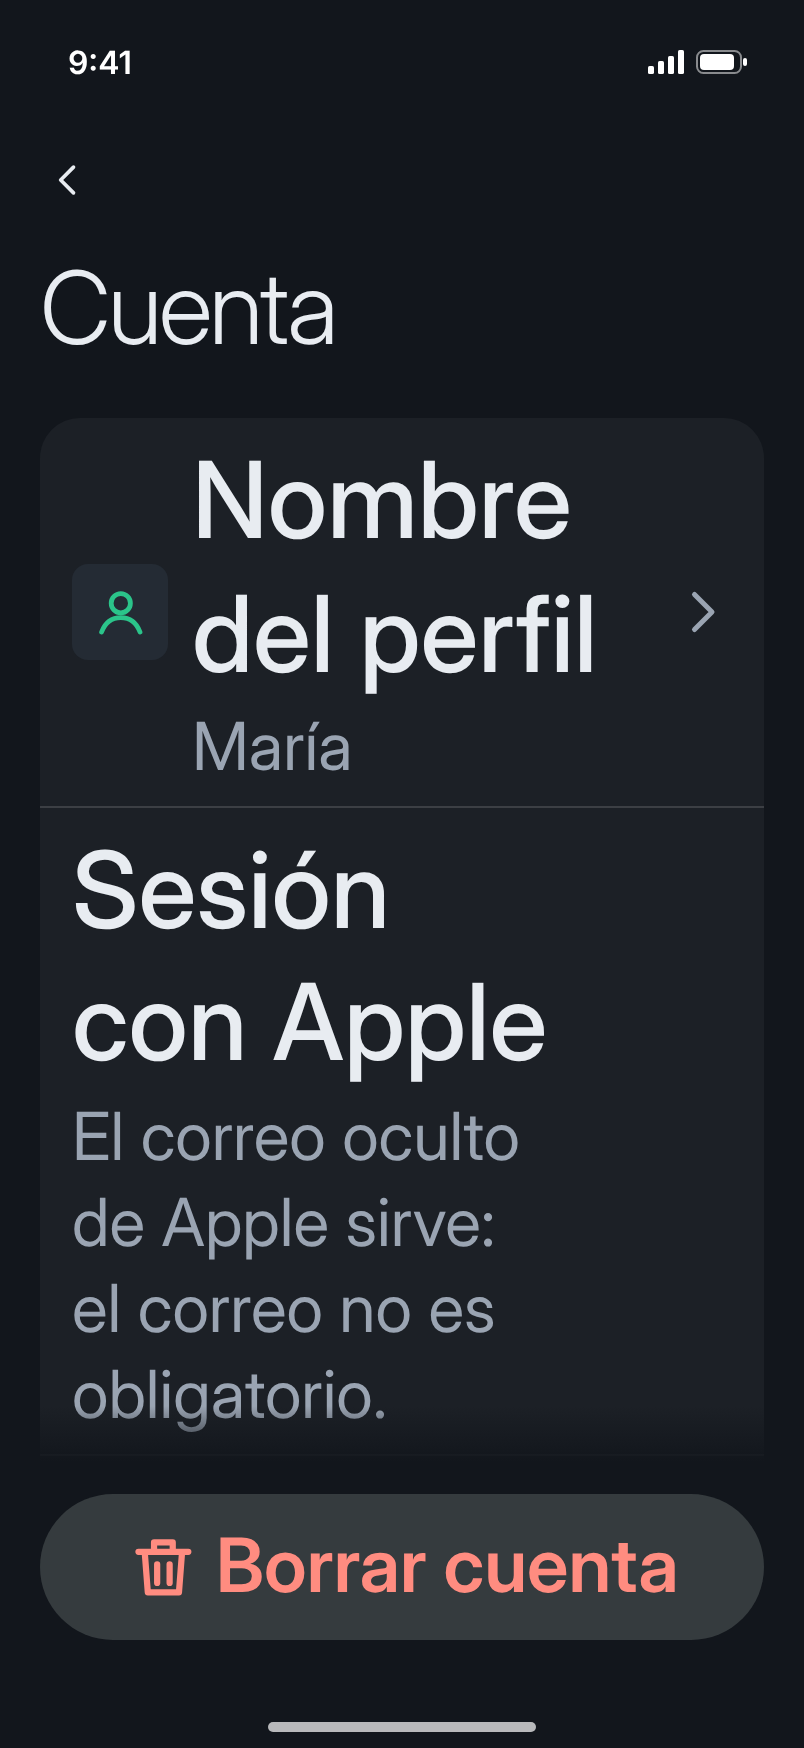 9:41
Cuenta
Nombre
del perfil
María
Sesión
con Apple
El correo oculto
de Apple sirve:
el correo no es
obligatorio.
Borrar cuenta